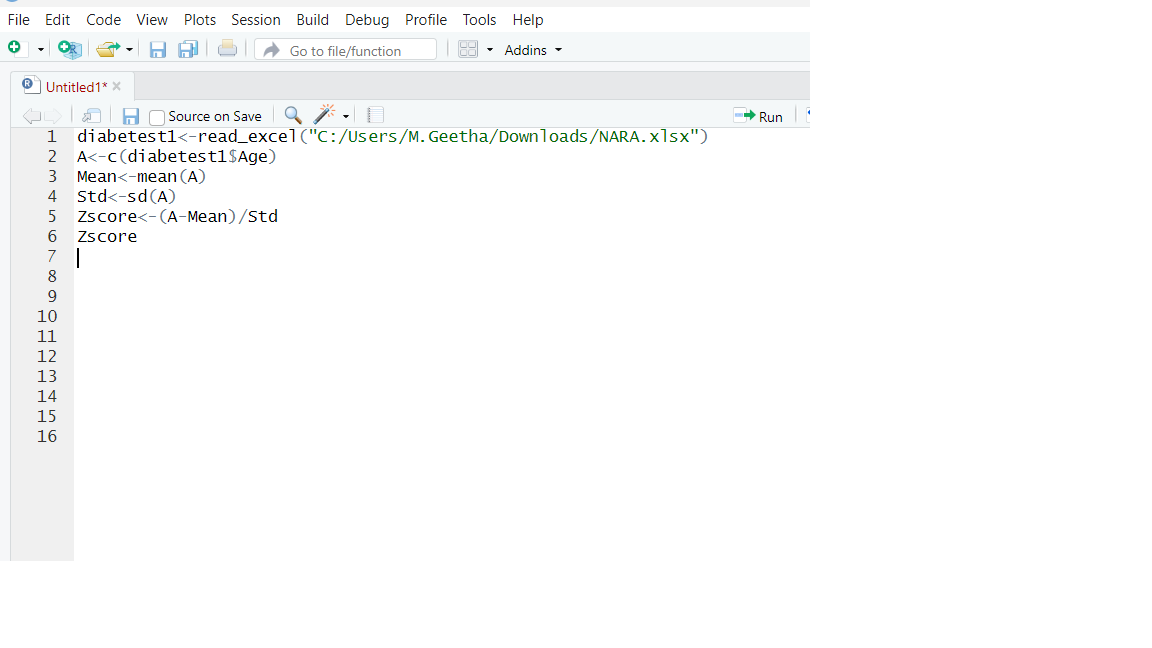 File Edit Code View Plots Session Build Debug Profile Tools Help
Go to file/function Addins
Untitled1*
Source on Save Run
1 diabetest1<-read_excel("C:/Users/M.Geetha/Downloads/NARA.xlsx")
2 A<-c(diabetest1$Age)
3 Mean<-mean(A)
4 Std<-sd(A)
5 Zscore<-(A-Mean)/Std
6 Zscore
7
8
9
10
11
12
13
14
15
16